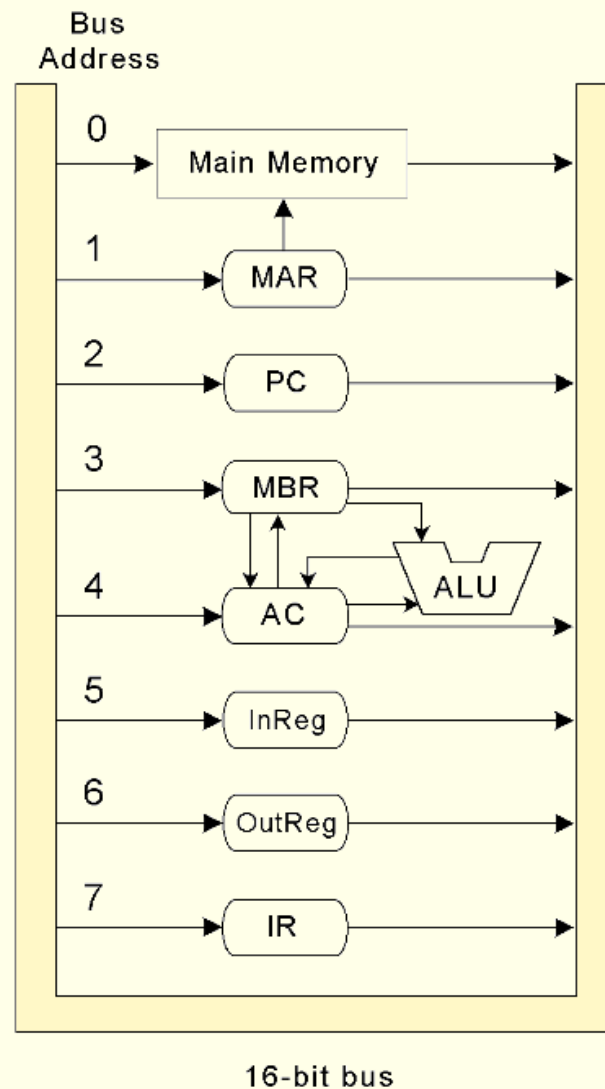 Bus
Address
0
Main Memory
1
MAR
2
PC
3
MBR
ALU
4
AC
5
InReg
6
OutReg
7
IR
16-bit bus